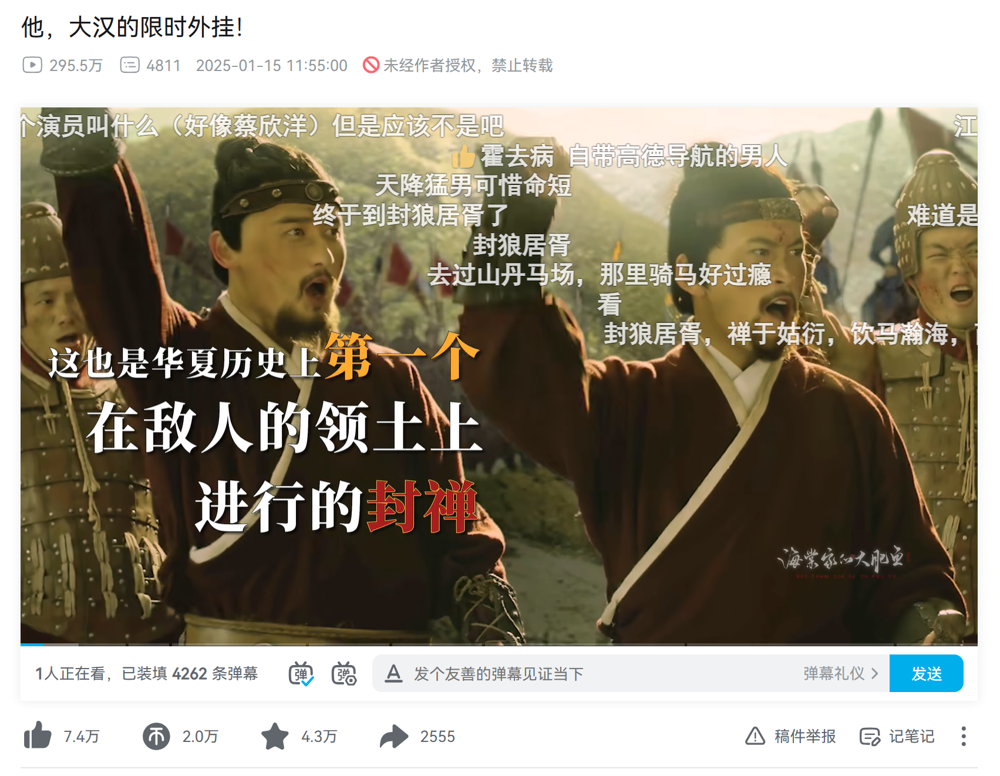 他，大汉的限时外挂！
295.5万 4811 2025-01-15 11:55:00 未经作者授权，禁止转载
个演员叫什么（好像蔡欣洋）但是应该不是吧 江
霍去病 自带高德导航的男人
天降猛男可惜命短
终于到封狼居胥了 难道是
封狼居胥
去过山丹马场，那里骑马好过瘾
看
封狼居胥，禅于姑衍，饮马瀚海，
这也是华夏历史上第一个
在敌人的领土上
进行的封禅
海棠家的大肥鱼
1人正在看，已装填 4262 条弹幕 弹 弹 A 发个友善的弹幕见证当下 弹幕礼仪 > 发送
7.4万 2.0万 4.3万 2555 稿件举报 记笔记